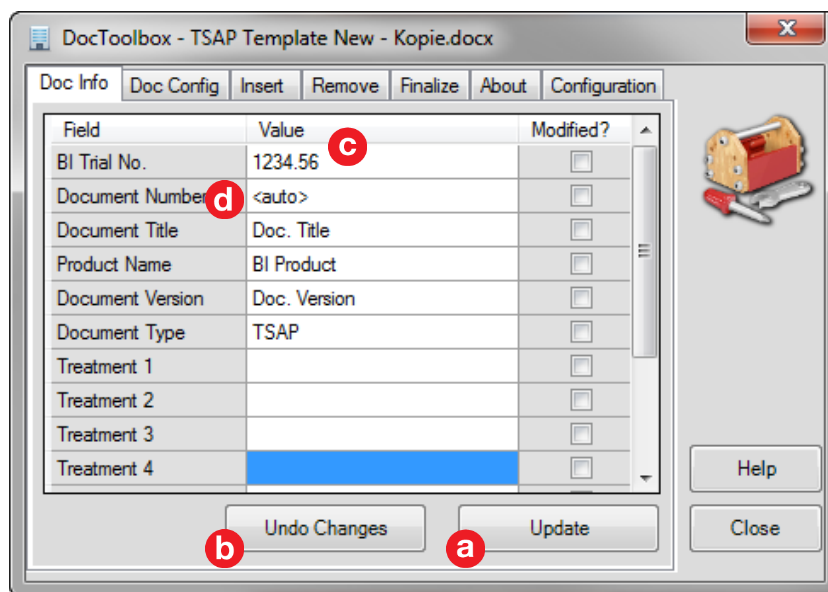 DocToolbox - TSAP Template New - Kopie.docx
X
Doc Info Doc Config Insert Remove Finalize About Configuration
Field Value Modified?
c
BI Trial No. 1234.56
Document Number d <auto>
Document Title Doc. Title
Product Name BI Product
Document Version Doc. Version
Document Type TSAP
Treatment 1
Treatment 2
Treatment 3
Treatment 4
Help
Undo Changes Update Close
b a